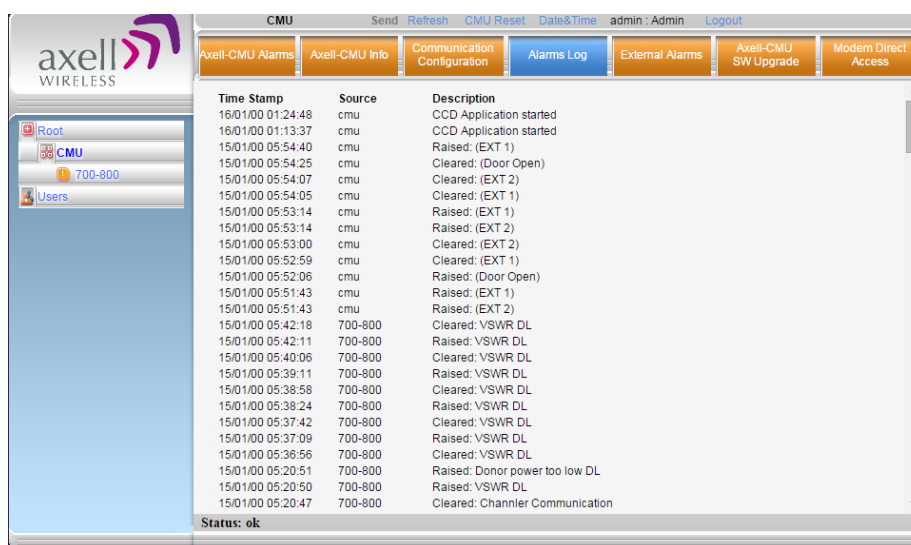 CMU Send Refresh CMU Reset Date&Time admin : Admin Logout
axell
WIRELESS
Axell-CMU Alarms Axell-CMU Info Communication Configuration Alarms Log External Alarms Axell-CMU SW Upgrade Modem Direct Access
Root
CMU
700-800
Users
Time Stamp Source Description
16/01/00 01:24:48 cmu CCD Application started
16/01/00 01:13:37 cmu CCD Application started
15/01/00 05:54:40 cmu Raised: (EXT 1)
15/01/00 05:54:25 cmu Cleared: (Door Open)
15/01/00 05:54:07 cmu Cleared: (EXT 2)
15/01/00 05:54:05 cmu Cleared: (EXT 1)
15/01/00 05:53:14 cmu Raised: (EXT 1)
15/01/00 05:53:14 cmu Raised: (EXT 2)
15/01/00 05:53:00 cmu Cleared: (EXT 2)
15/01/00 05:52:59 cmu Cleared: (EXT 1)
15/01/00 05:52:06 cmu Raised: (Door Open)
15/01/00 05:51:43 cmu Raised: (EXT 1)
15/01/00 05:51:43 cmu Raised: (EXT 2)
15/01/00 05:42:18 700-800 Cleared: VSWR DL
15/01/00 05:42:11 700-800 Raised: VSWR DL
15/01/00 05:40:06 700-800 Cleared: VSWR DL
15/01/00 05:39:11 700-800 Raised: VSWR DL
15/01/00 05:38:58 700-800 Cleared: VSWR DL
15/01/00 05:38:24 700-800 Raised: VSWR DL
15/01/00 05:37:42 700-800 Cleared: VSWR DL
15/01/00 05:37:09 700-800 Raised: VSWR DL
15/01/00 05:36:56 700-800 Cleared: VSWR DL
15/01/00 05:20:51 700-800 Raised: Donor power too low DL
15/01/00 05:20:50 700-800 Raised: VSWR DL
15/01/00 05:20:47 700-800 Cleared: Channler Communication
Status: ok